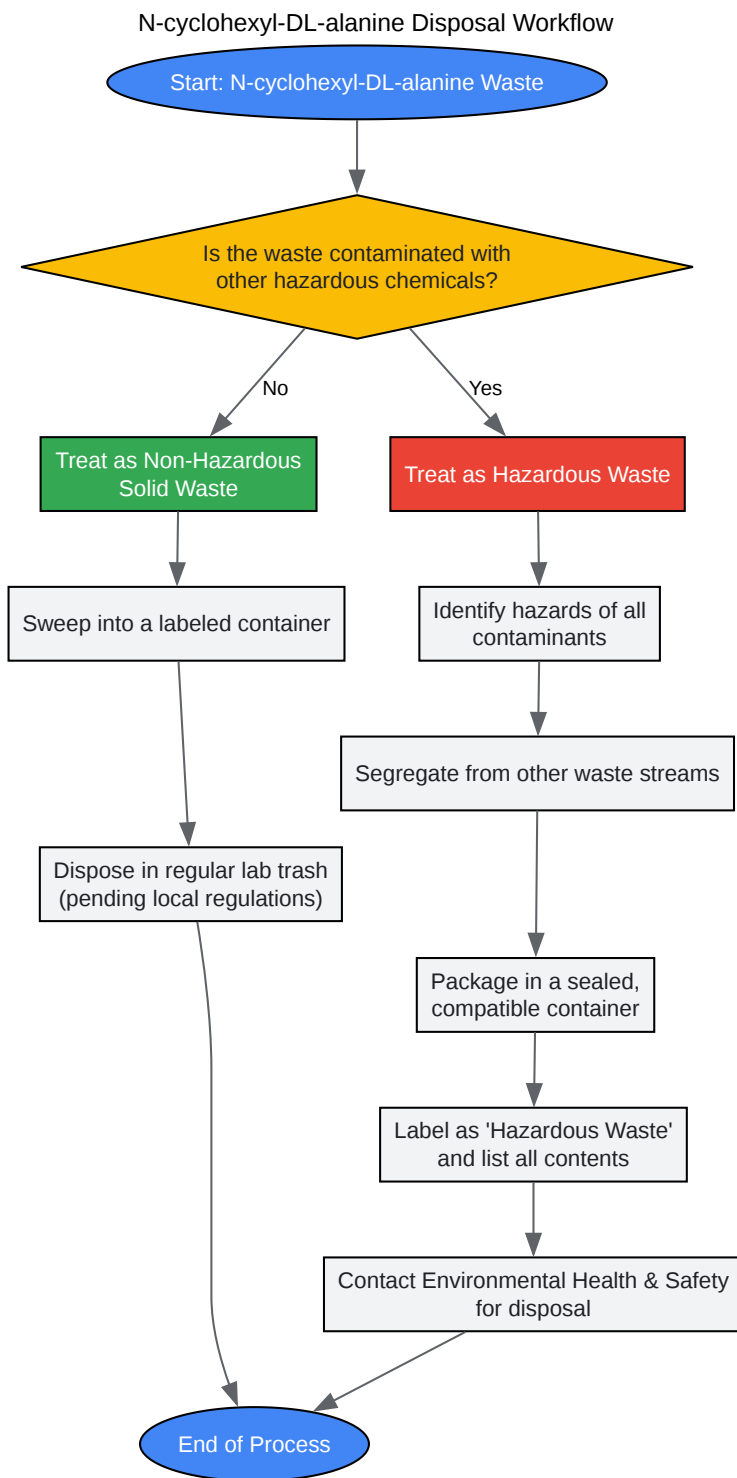 N-cyclohexyl-DL-alanine Disposal Workflow
Start: N-cyclohexyl-DL-alanine Waste
Is the waste contaminated with
other hazardous chemicals?
No
Yes
Treat as Non-Hazardous
Solid Waste
Treat as Hazardous Waste
Sweep into a labeled container
Identify hazards of all
contaminants
Segregate from other waste streams
Dispose in regular lab trash
(pending local regulations)
Package in a sealed,
compatible container
Label as 'Hazardous Waste'
and list all contents
Contact Environmental Health & Safety
for disposal
End of Process